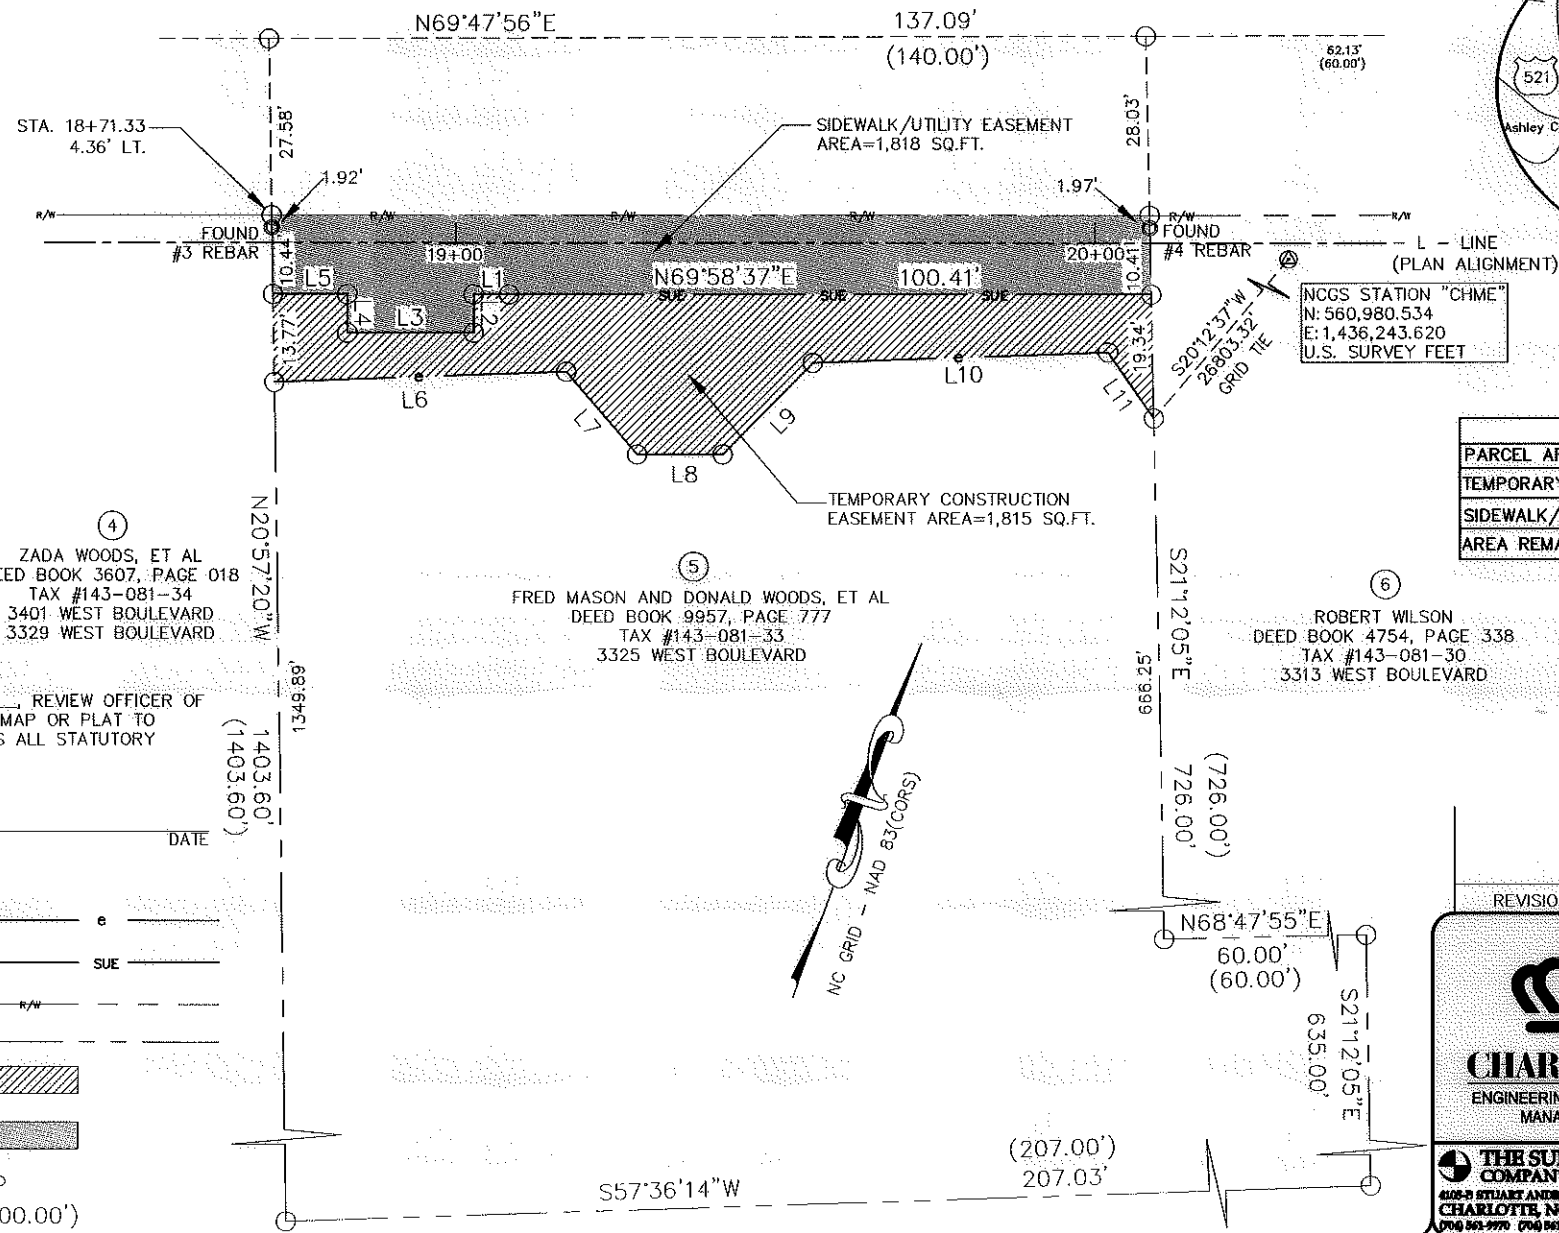 N69°47'56"E
137.09'
(140.00')
62.13'
(60.00')
521
Ashley C
STA. 18+71.33
4.36' LT.
27.58'
SIDEWALK/UTILITY EASEMENT
AREA=1,818 SQ.FT.
28.03'
1.92'
1.97'
R/W
R/W
R/W
R/W
R/W
R/W
FOUND
#3 REBAR
FOUND
#4 REBAR
L - LINE
(PLAN ALIGNMENT)
10.44'
19+00
20+00
10.41'
L5
L1
N69°58'37"E
100.41'
SUE
SUE
SUE
L4
L3
L2
13.77'
19.34'
NCGS STATION "CHME"
N: 560,980.534
E: 1,436,243.620
U.S. SURVEY FEET
S20°12'37"W
26803.32'
GRID TIE
e
L6
e
L10
L11
L7
L9
L8
TEMPORARY CONSTRUCTION
EASEMENT AREA=1,815 SQ.FT.
PARCEL AR
TEMPORARY
SIDEWALK/
AREA REMA
4
ZADA WOODS, ET AL
EED BOOK 3607, PAGE 018
TAX #143-081-34
3401 WEST BOULEVARD
3329 WEST BOULEVARD
N20°57'20"W
5
FRED MASON AND DONALD WOODS, ET AL
DEED BOOK 9957, PAGE 777
TAX #143-081-33
3325 WEST BOULEVARD
S21°12'05"E
6
ROBERT WILSON
DEED BOOK 4754, PAGE 338
TAX #143-081-30
3313 WEST BOULEVARD
, REVIEW OFFICER OF
MAP OR PLAT TO
S ALL STATUTORY
1349.89'
1403.60'
(1403.60')
666.25'
(726.00')
726.00'
NC GRID - NAD 83(CORS)
DATE
e
SUE
R/W
00.00')
N68°47'55"E
60.00'
(60.00')
S21°12'05"E
635.00'
(207.00')
207.03'
S57°36'14"W
REVISIO
CHAR
ENGINEERIN
MANA
THE SU
COMPAN
CHARLOTTE, N